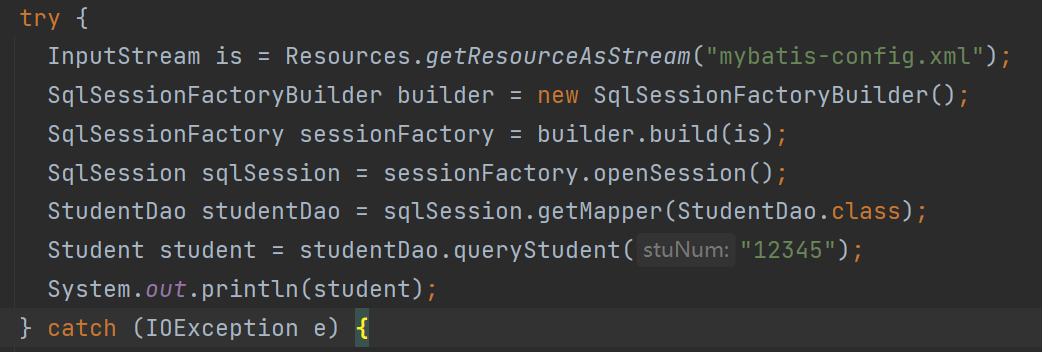 try {
InputStream is = Resources.getResourceAsStream("mybatis-config.xml");
SqlSessionFactoryBuilder builder = new SqlSessionFactoryBuilder();
SqlSessionFactory sessionFactory = builder.build(is);
SqlSession sqlSession = sessionFactory.openSession();
StudentDao studentDao = sqlSession.getMapper(StudentDao.class);
Student student = studentDao.queryStudent( stuNum: "12345");
System.out.println(student);
} catch (IOException e) {